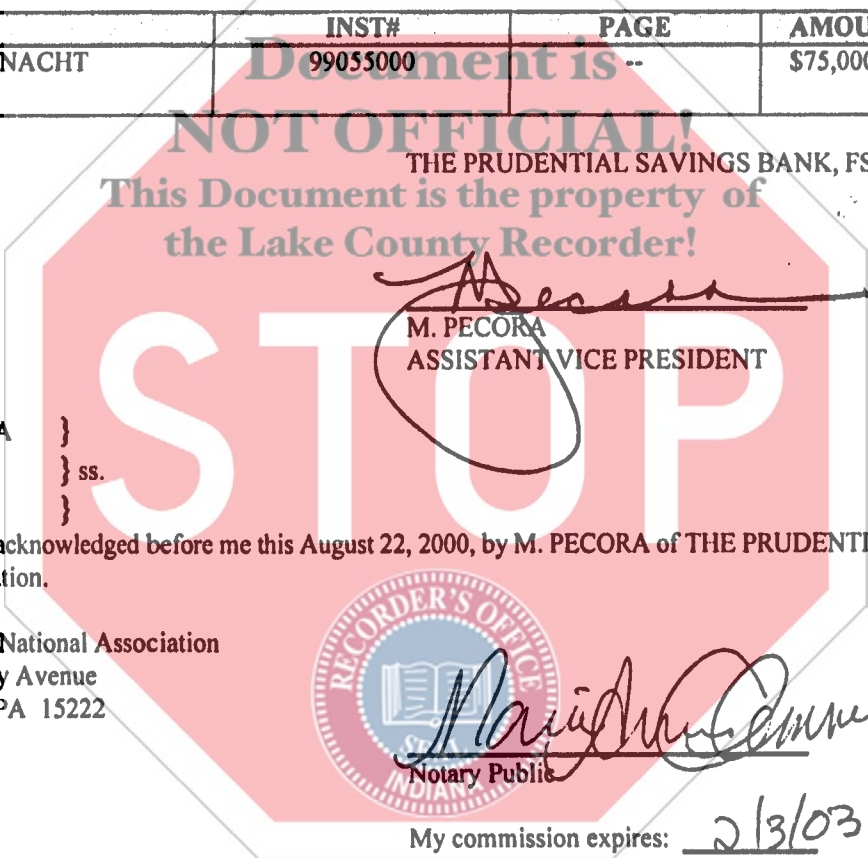 INST# PAGE AMOU
NACHT 99055000 -- $75,000
Document is
NOT OFFICIAL!
THE PRUDENTIAL SAVINGS BANK, FS
This Document is the property of
the Lake County Recorder!
M. PECORA
ASSISTANT VICE PRESIDENT
STOP
A }
} ss.
}
acknowledged before me this August 22, 2000, by M. PECORA of THE PRUDENTI
tion.
National Association
y Avenue
PA 15222
RECORDER'S OFFICE
SEAL
INDIANA
Notary Public
My commission expires: 2/3/03